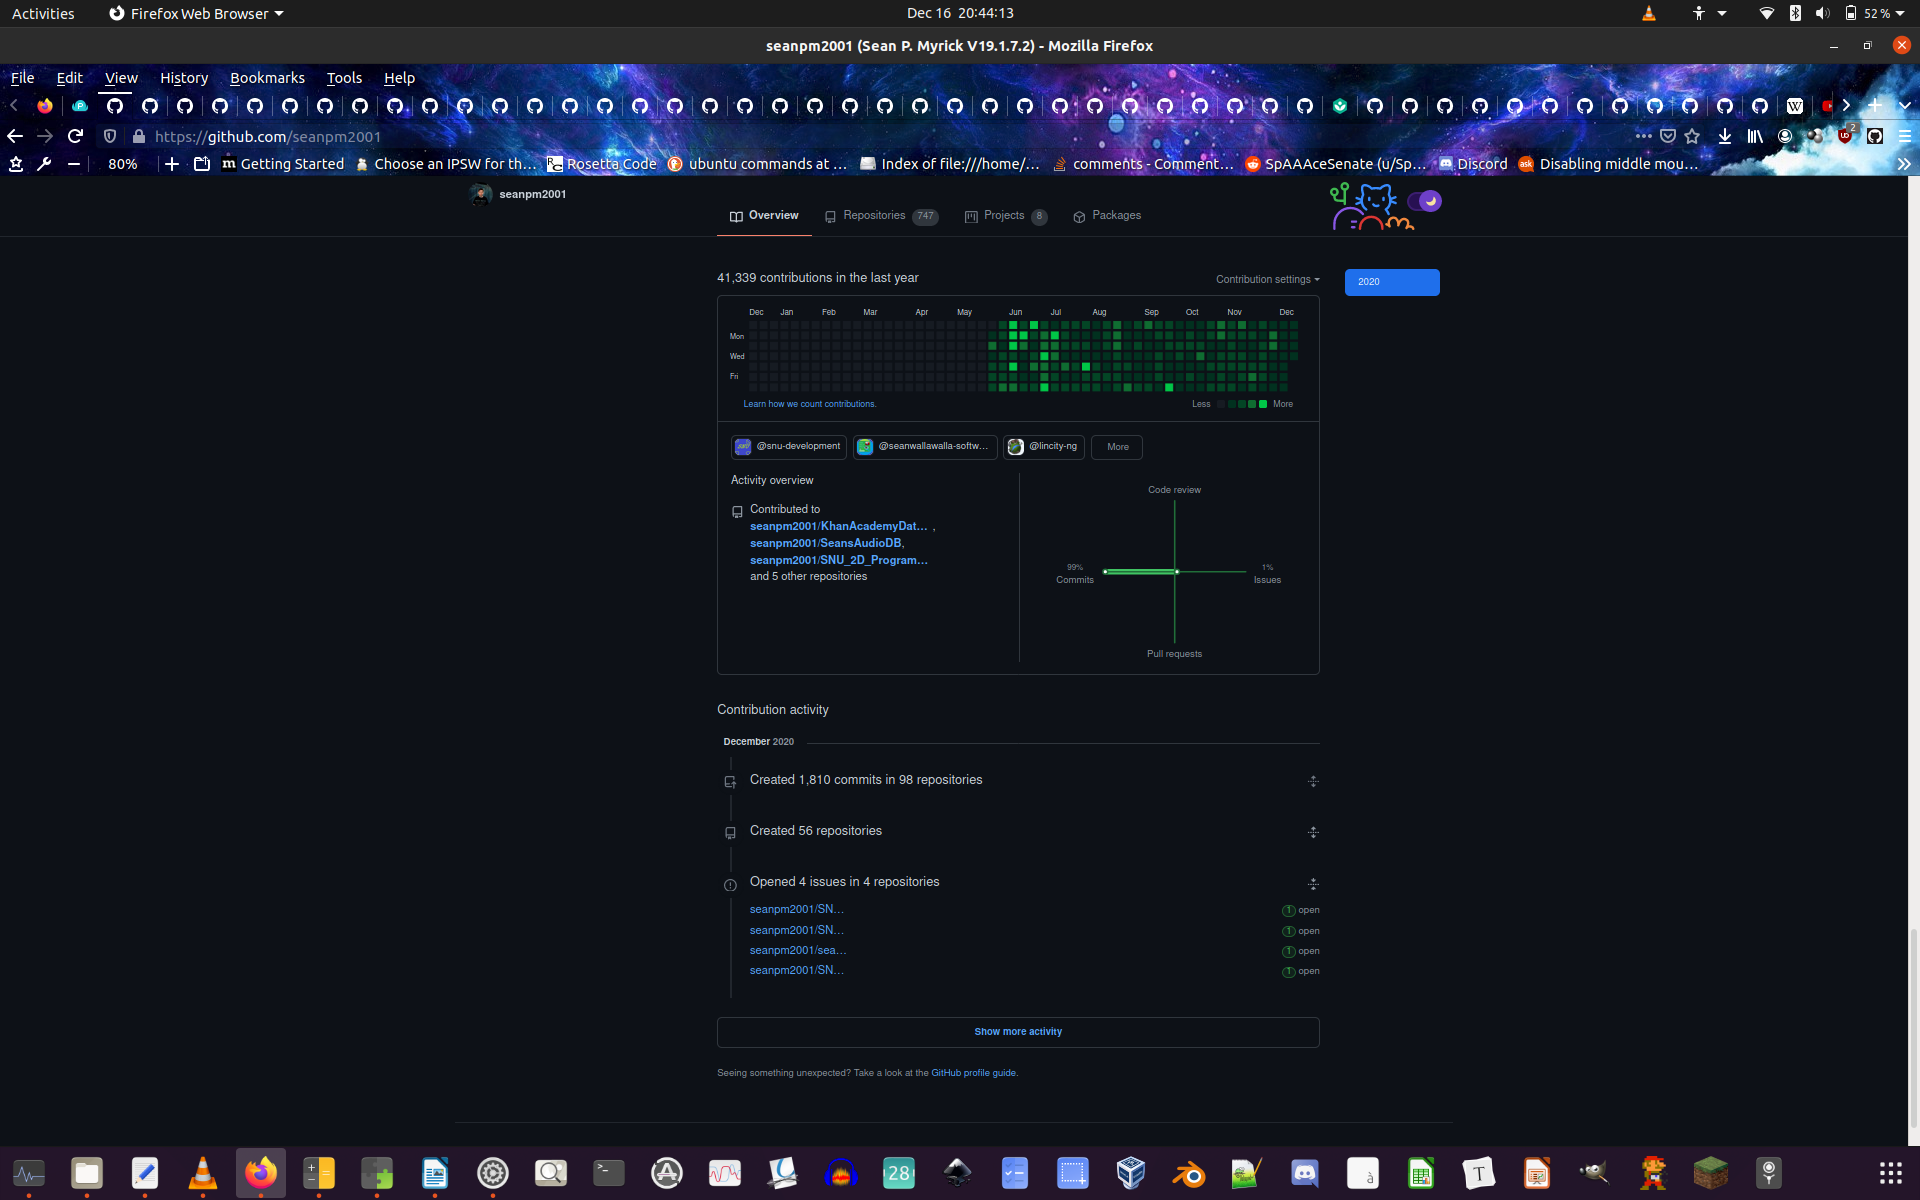 Activities Firefox Web Browser Dec 16 20:44:13 52 %
seanpm2001 (Sean P. Myrick V19.1.7.2) - Mozilla Firefox
File Edit View History Bookmarks Tools Help
https://github.com/seanpm2001 2
80% Getting Started Choose an IPSW for th… Rosetta Code ubuntu commands at … Index of file:///home/… comments - Comment… SpAAAceSenate (u/Sp… Discord Disabling middle mou…
seanpm2001
Overview Repositories 747 Projects 8 Packages
41,339 contributions in the last year Contribution settings 2020
Dec Jan Feb Mar Apr May Jun Jul Aug Sep Oct Nov Dec
Mon
Wed
Fri
Learn how we count contributions. Less More
@snu-development @seanwallawalla-softw… @lincity-ng More
Activity overview
Code review
Contributed to
seanpm2001/KhanAcademyDat… ,
seanpm2001/SeansAudioDB,
seanpm2001/SNU_2D_Program…
and 5 other repositories
99% 1%
Commits Issues
Pull requests
Contribution activity
December 2020
Created 1,810 commits in 98 repositories
Created 56 repositories
Opened 4 issues in 4 repositories
seanpm2001/SN… 1 open
seanpm2001/SN… 1 open
seanpm2001/sea… 1 open
seanpm2001/SN… 1 open
Show more activity
Seeing something unexpected? Take a look at the GitHub profile guide.
28